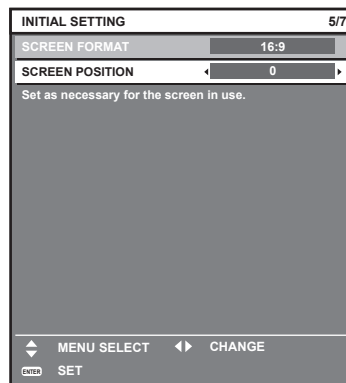 INITIAL SETTING 5/7
SCREEN FORMAT 16:9
SCREEN POSITION 0
Set as necessary for the screen in use.
MENU SELECT CHANGE
ENTER SET